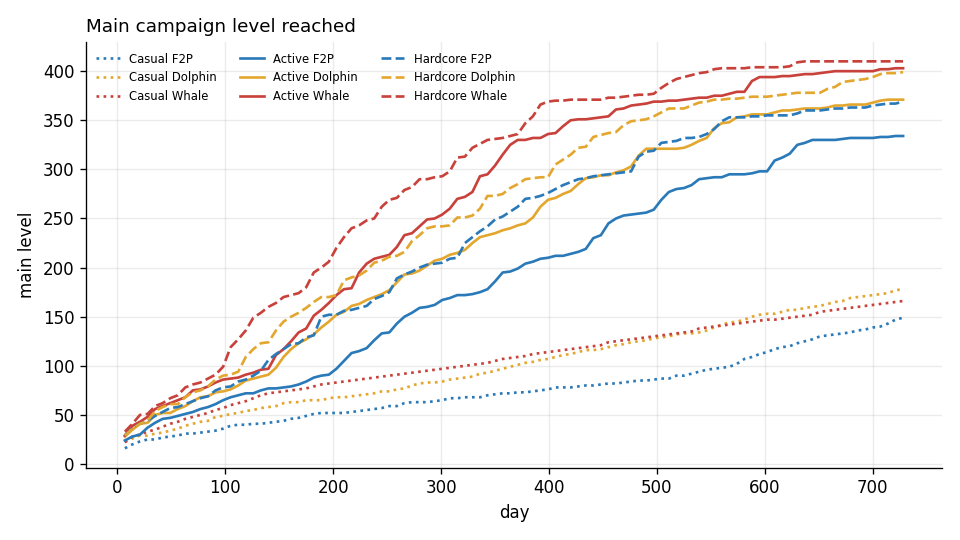 Main campaign level reached
Casual F2P
Casual Dolphin
Casual Whale
Active F2P
Active Dolphin
Active Whale
Hardcore F2P
Hardcore Dolphin
Hardcore Whale
main level
400
350
300
250
200
150
100
50
0
0 100 200 300 400 500 600 700
day